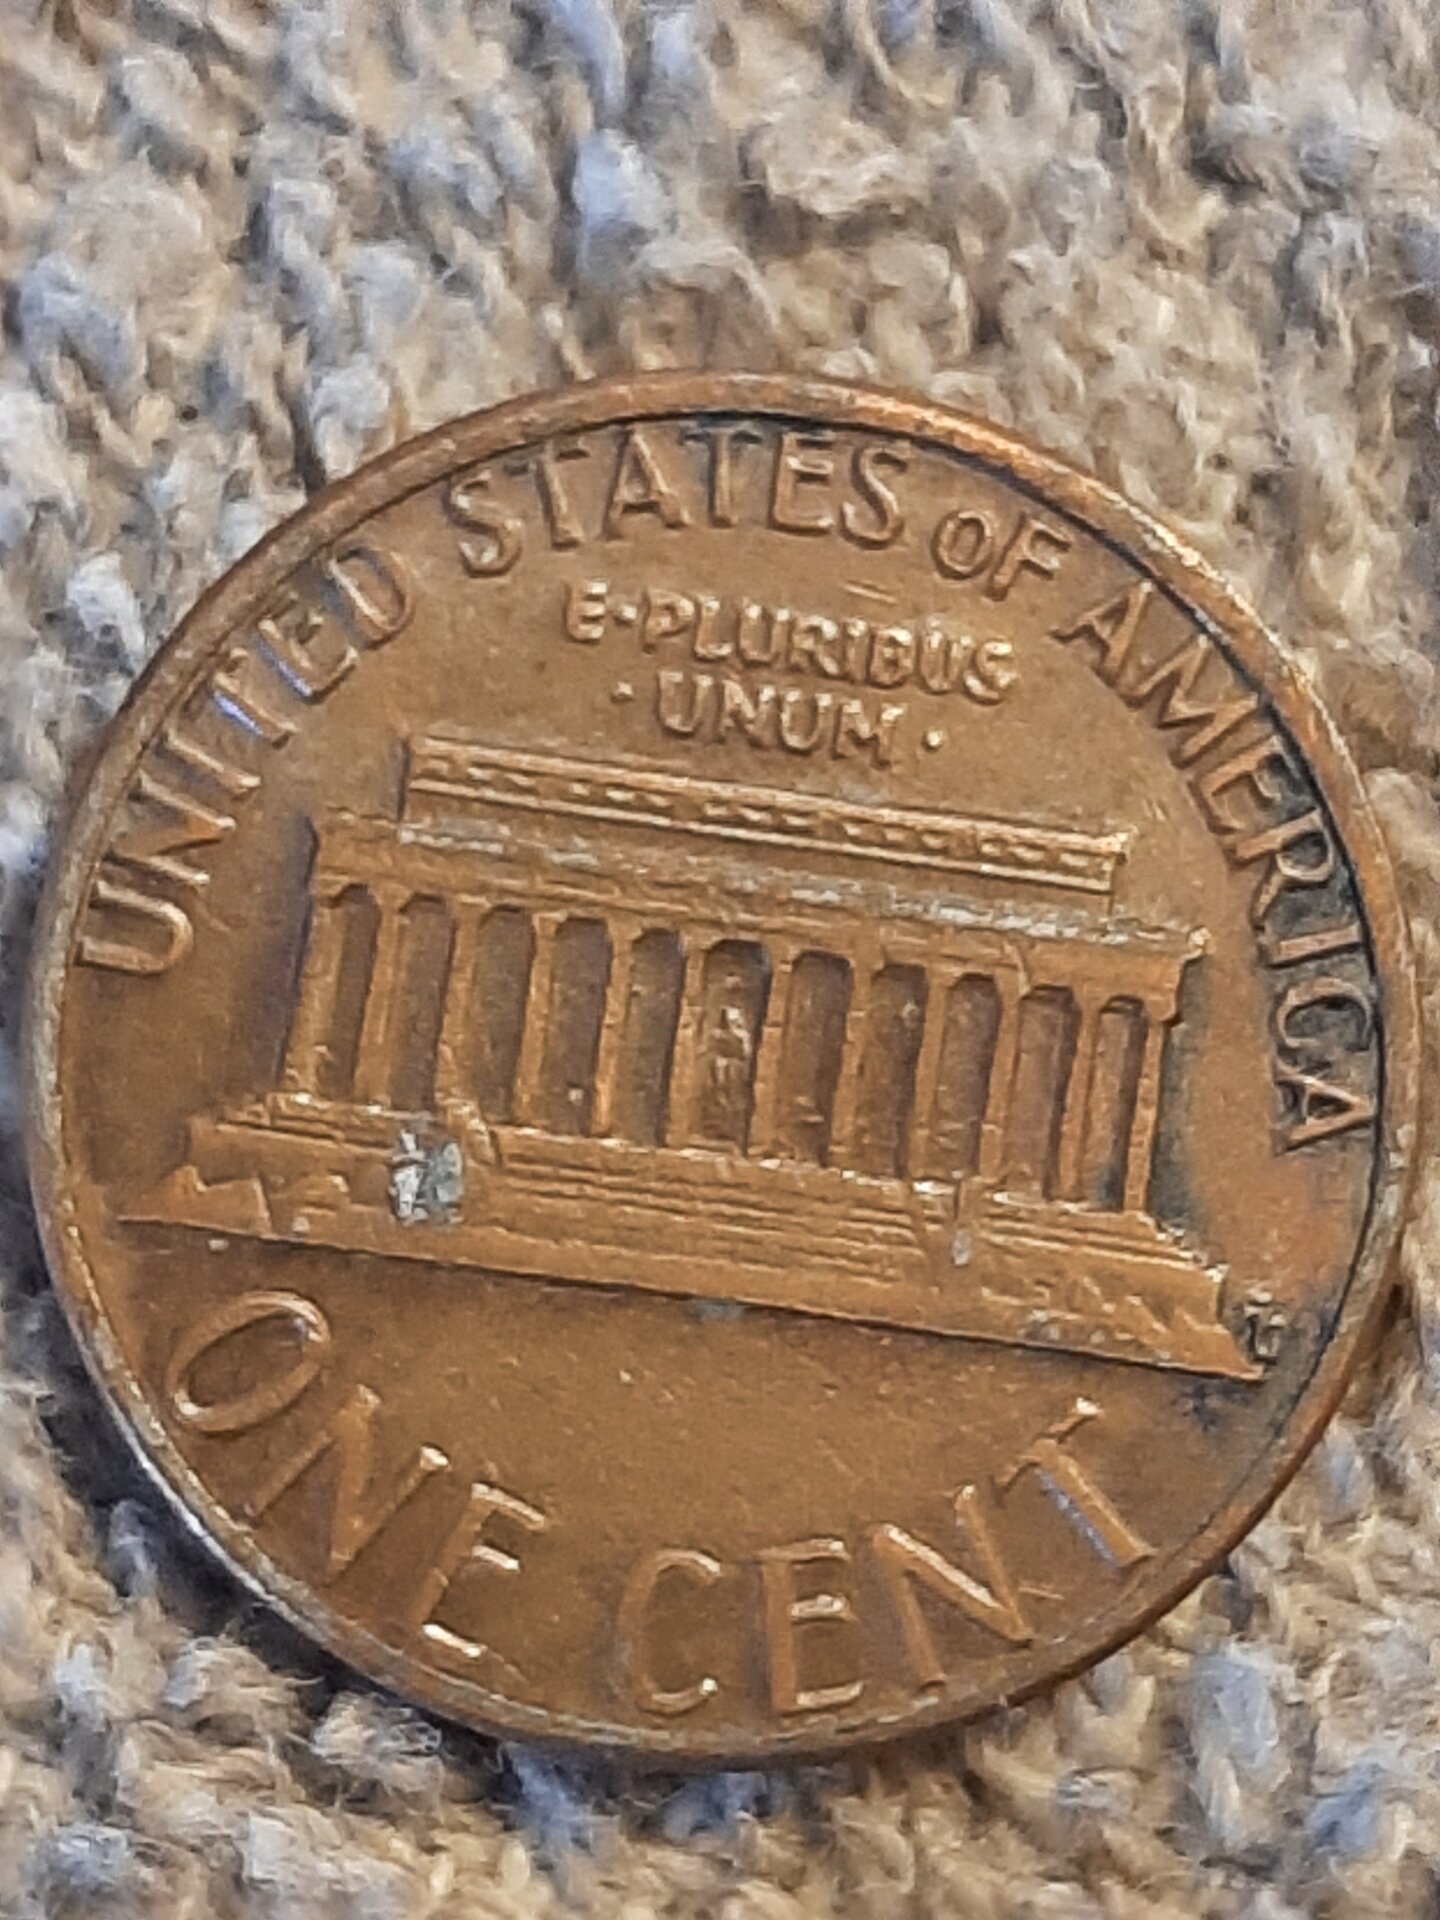 UNITED STATES OF AMERICA
E·PLURIBUS
·UNUM·
ONE CENT